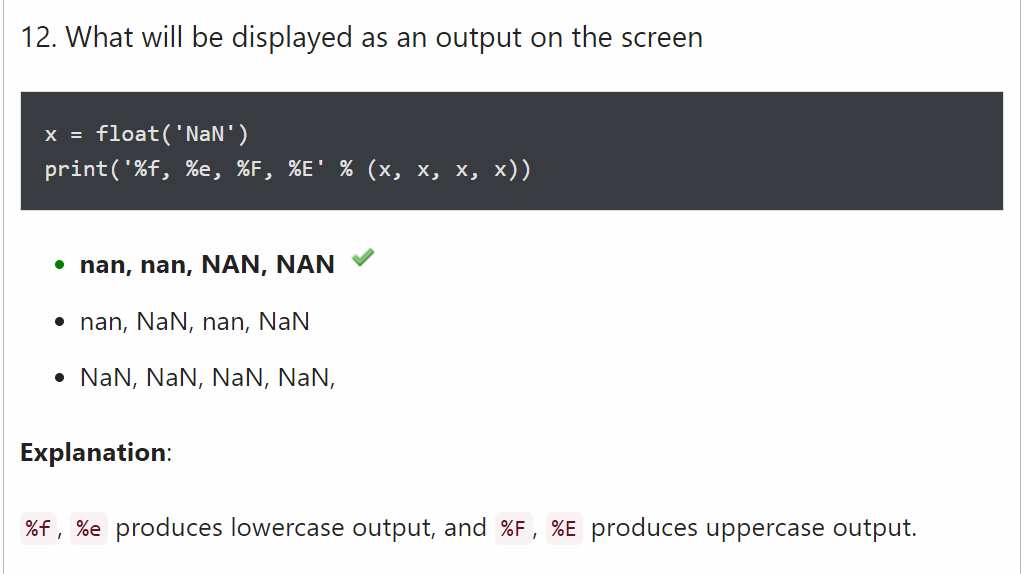 12. What will be displayed as an output on the screen
x = float('NaN')
print('%f, %e, %F, %E' % (x, x, x, x))
nan, nan, NAN, NAN
nan, NaN, nan, NaN
NaN, NaN, NaN, NaN,
Explanation:
%f, %e produces lowercase output, and %F, %E produces uppercase output.